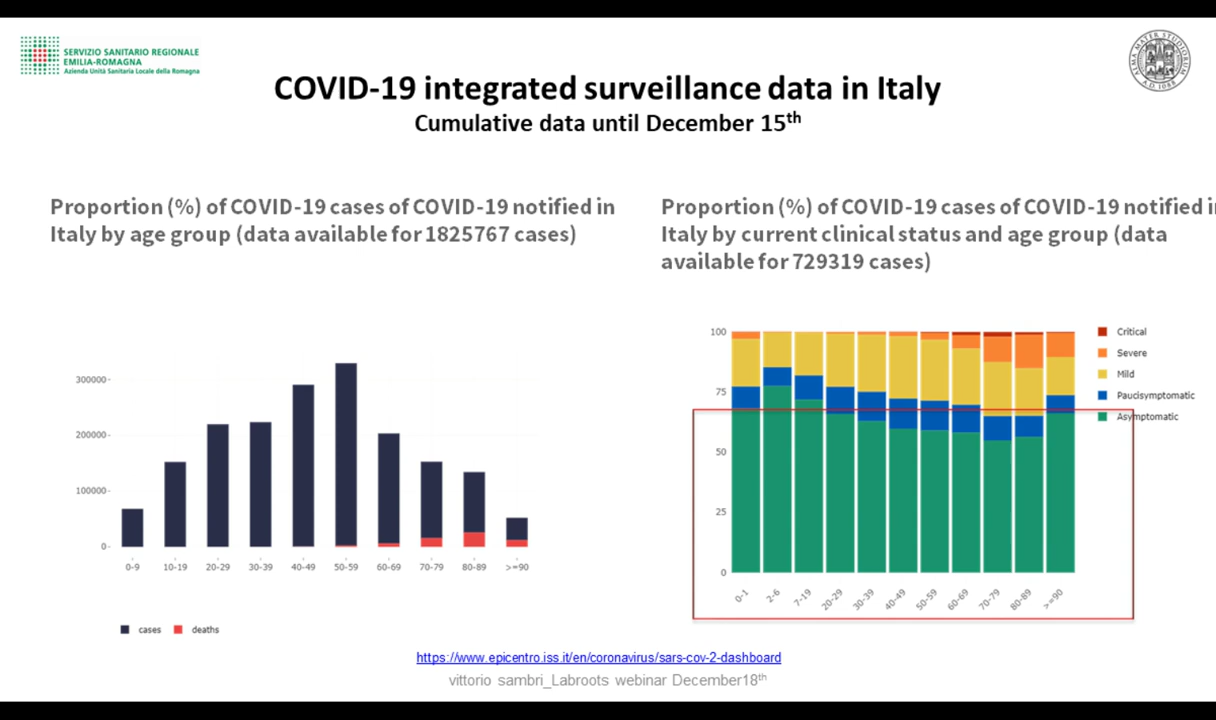 SERVIZIO SANITARIO REGIONALE
EMILIA-ROMAGNA
Azienda Unità Sanitaria Locale della Romagna
COVID-19 integrated surveillance data in Italy
Cumulative data until December 15th
Proportion (%) of COVID-19 cases of COVID-19 notified in
Italy by age group (data available for 1825767 cases)
300000
200000
100000
0
0-9 10-19 20-29 30-39 40-49 50-59 60-69 70-79 80-89 >=90
cases deaths
Proportion (%) of COVID-19 cases of COVID-19 notified in
Italy by current clinical status and age group (data
available for 729319 cases)
100
75
50
25
0
0-1 2-6 7-19 20-29 30-39 40-49 50-59 60-69 70-79 80-89 >=90
Critical
Severe
Mild
Paucisymptomatic
Asymptomatic
https://www.epicentro.iss.it/en/coronavirus/sars-cov-2-dashboard
vittorio sambri_Labroots webinar December18th